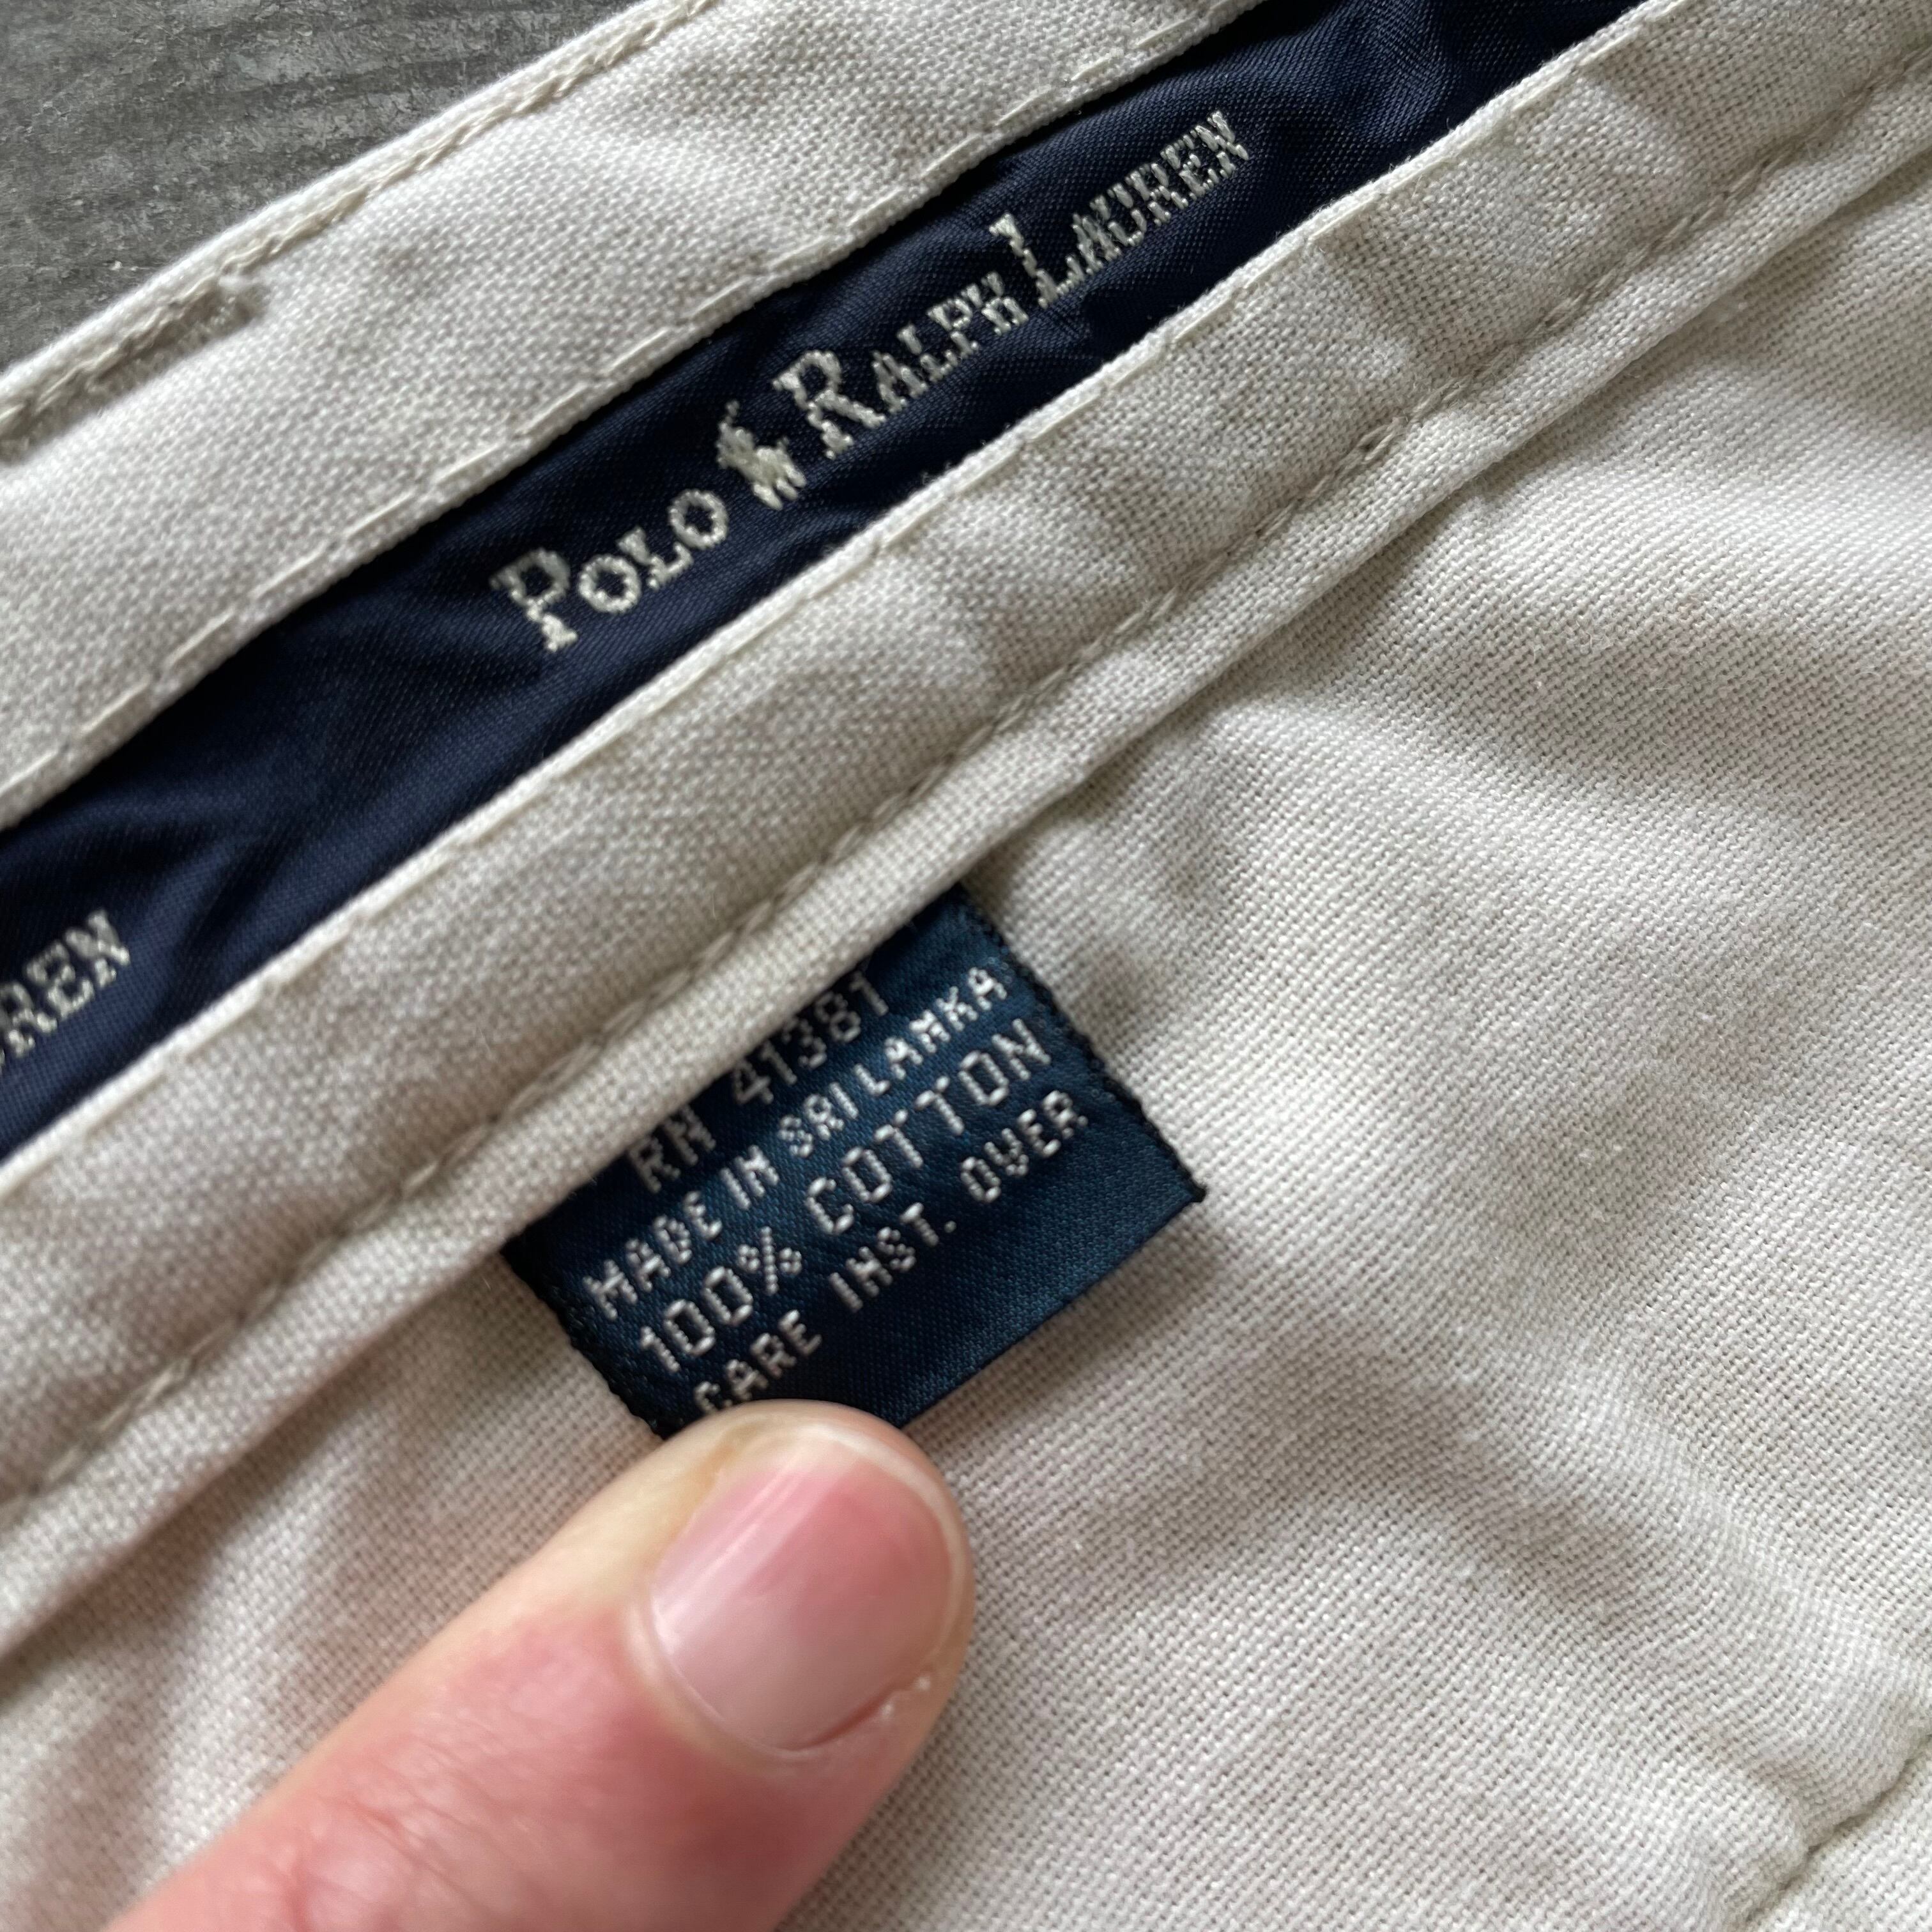 POLO RALPH LAUREN
REN
RN 41381
MADE IN SRI LANKA
100% COTTON
CARE INST. OVER